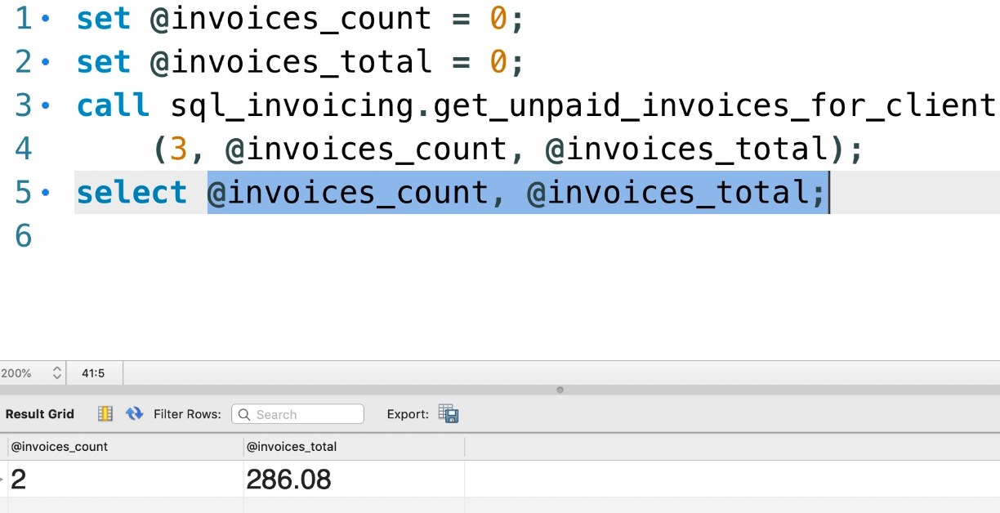 1 set @invoices_count = 0;
2 set @invoices_total = 0;
3 call sql_invoicing.get_unpaid_invoices_for_client
4 (3, @invoices_count, @invoices_total);
5 select @invoices_count, @invoices_total;
6
200% 41:5
Result Grid Filter Rows: Search Export:
@invoices_count @invoices_total
2 286.08